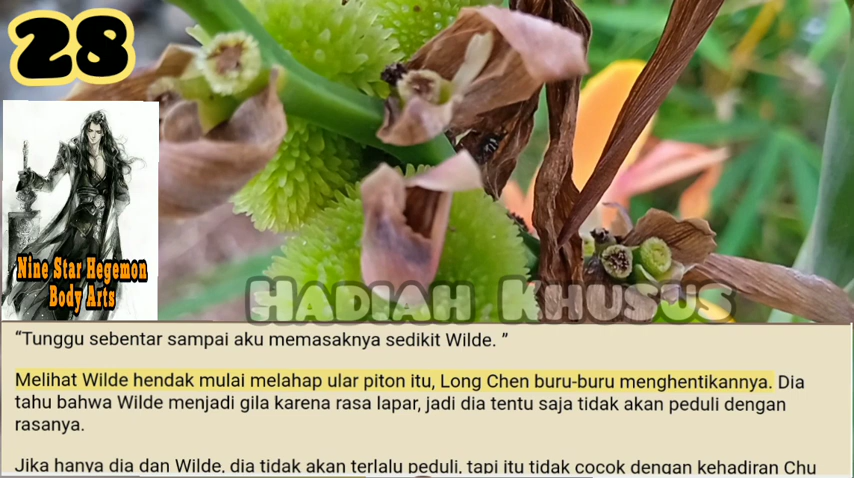 28
Nine Star Hegemon
Body Arts
Hadiah Khusus
“Tunggu sebentar sampai aku memasaknya sedikit Wilde. ”
Melihat Wilde hendak mulai melahap ular piton itu, Long Chen buru-buru menghentikannya. Dia
tahu bahwa Wilde menjadi gila karena rasa lapar, jadi dia tentu saja tidak akan peduli dengan
rasanya.
Jika hanya dia dan Wilde, dia tidak akan terlalu peduli, tapi itu tidak cocok dengan kehadiran Chu